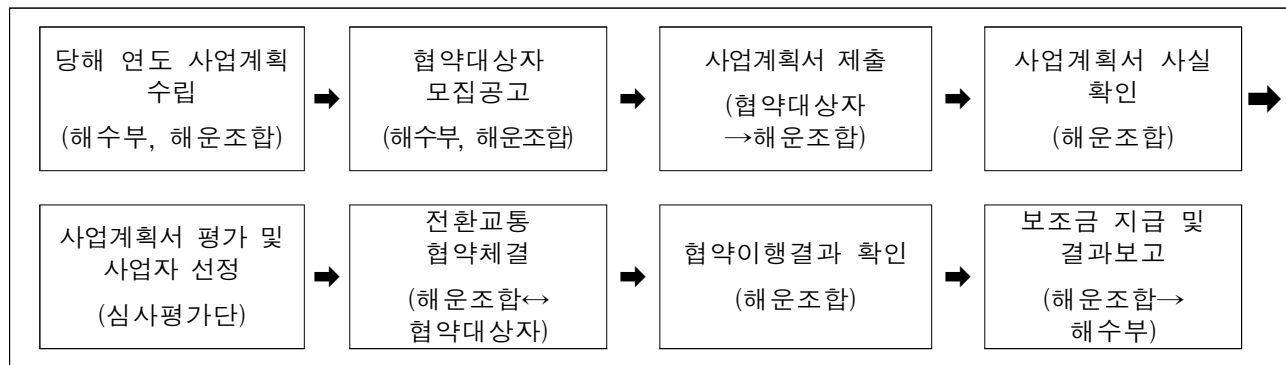 당해 연도 사업계획
수립
(해수부, 해운조합)
➡
협약대상자
모집공고
(해수부, 해운조합)
➡
사업계획서 제출
(협약대상자
→해운조합)
➡
사업계획서 사실
확인
(해운조합)
➡
사업계획서 평가 및
사업자 선정
(심사평가단)
➡
전환교통
협약체결
(해운조합↔
협약대상자)
➡
협약이행결과 확인
(해운조합)
➡
보조금 지급 및
결과보고
(해운조합→
해수부)